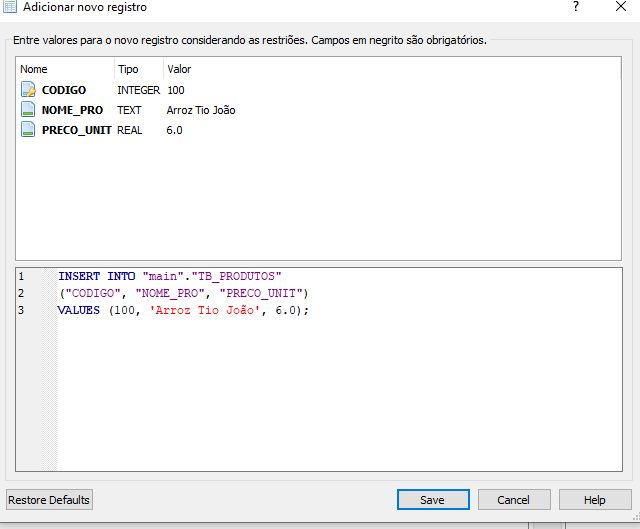 Adicionar novo registro
?
Entre valores para o novo registro considerando as restriões. Campos em negrito são obrigatórios.
Nome Tipo Valor
CODIGO INTEGER 100
NOME_PRO TEXT Arroz Tio João
PRECO_UNIT REAL 6.0
1 INSERT INTO "main"."TB_PRODUTOS"
2 ("CODIGO", "NOME_PRO", "PRECO_UNIT")
3 VALUES (100, 'Arroz Tio João', 6.0);
Restore Defaults Save Cancel Help